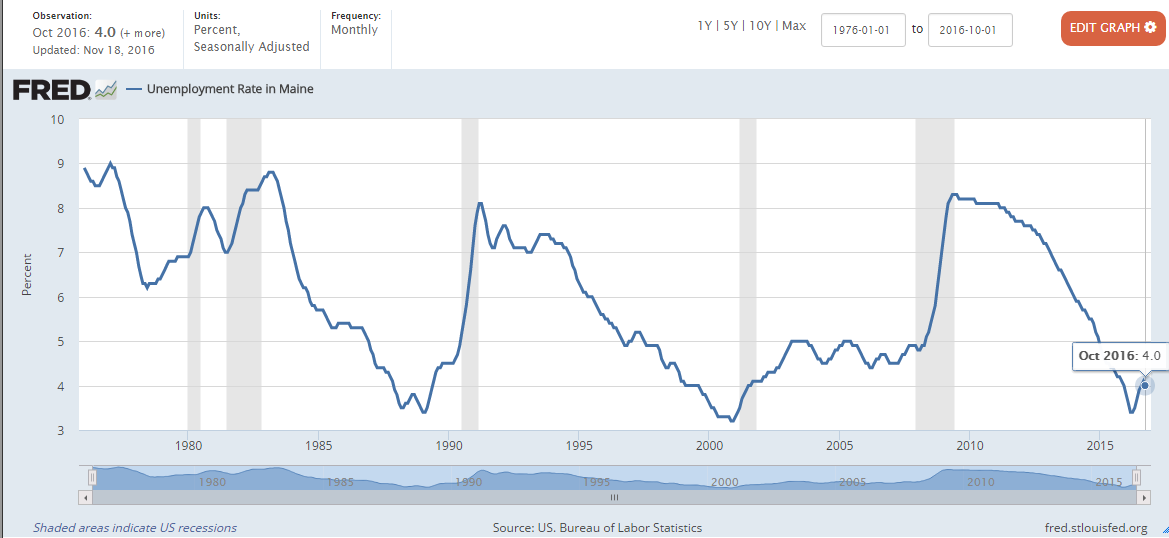 Observation:
Oct 2016: 4.0 (+ more)
Updated: Nov 18, 2016
Units:
Percent,
Seasonally Adjusted
Frequency:
Monthly
1Y | 5Y | 10Y | Max
1976-01-01
to
2016-10-01
EDIT GRAPH
FRED
Unemployment Rate in Maine
Percent
10
9
8
7
6
5
4
3
Oct 2016: 4.0
1980
1985
1990
1995
2000
2005
2010
2015
1980
1985
1990
1995
2000
2005
2010
2015
Shaded areas indicate US recessions
Source: US. Bureau of Labor Statistics
fred.stlouisfed.org